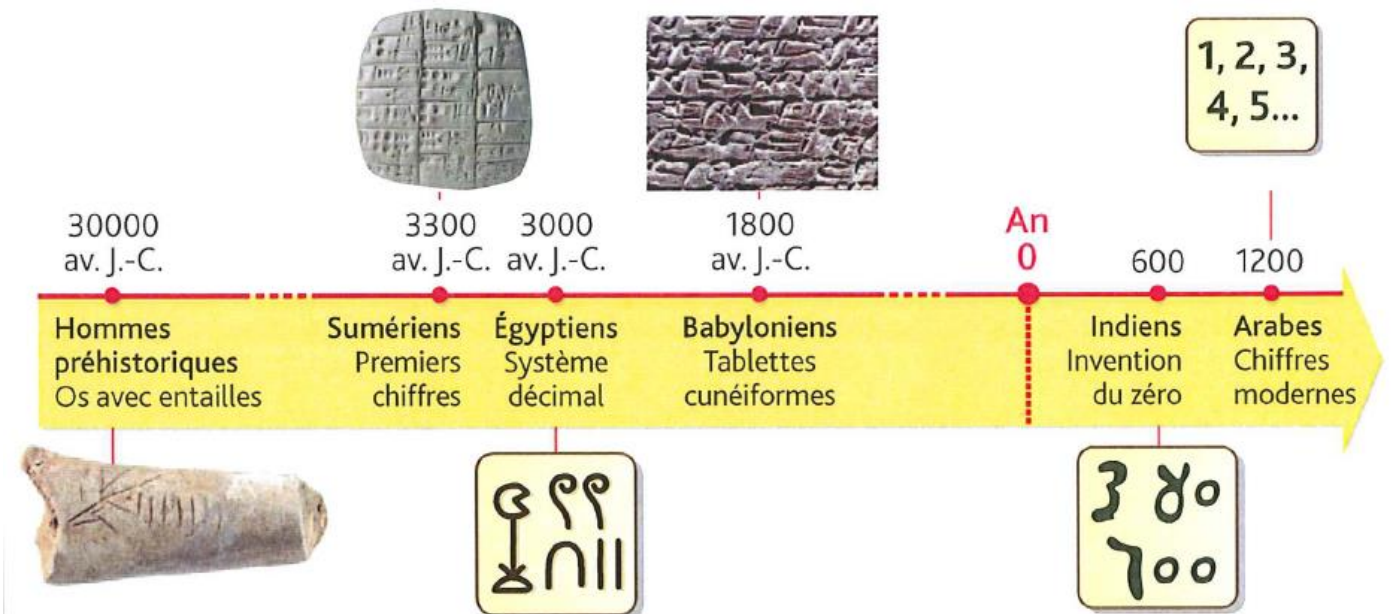 1, 2, 3,
4, 5...
30000
av. J.-C.
3300
av. J.-C.
3000
av. J.-C.
1800
av. J.-C.
An
0
600
1200
Hommes
préhistoriques
Os avec entailles
Sumériens
Premiers
chiffres
Égyptiens
Système
décimal
Babyloniens
Tablettes
cunéiformes
Indiens
Invention
du zéro
Arabes
Chiffres
modernes